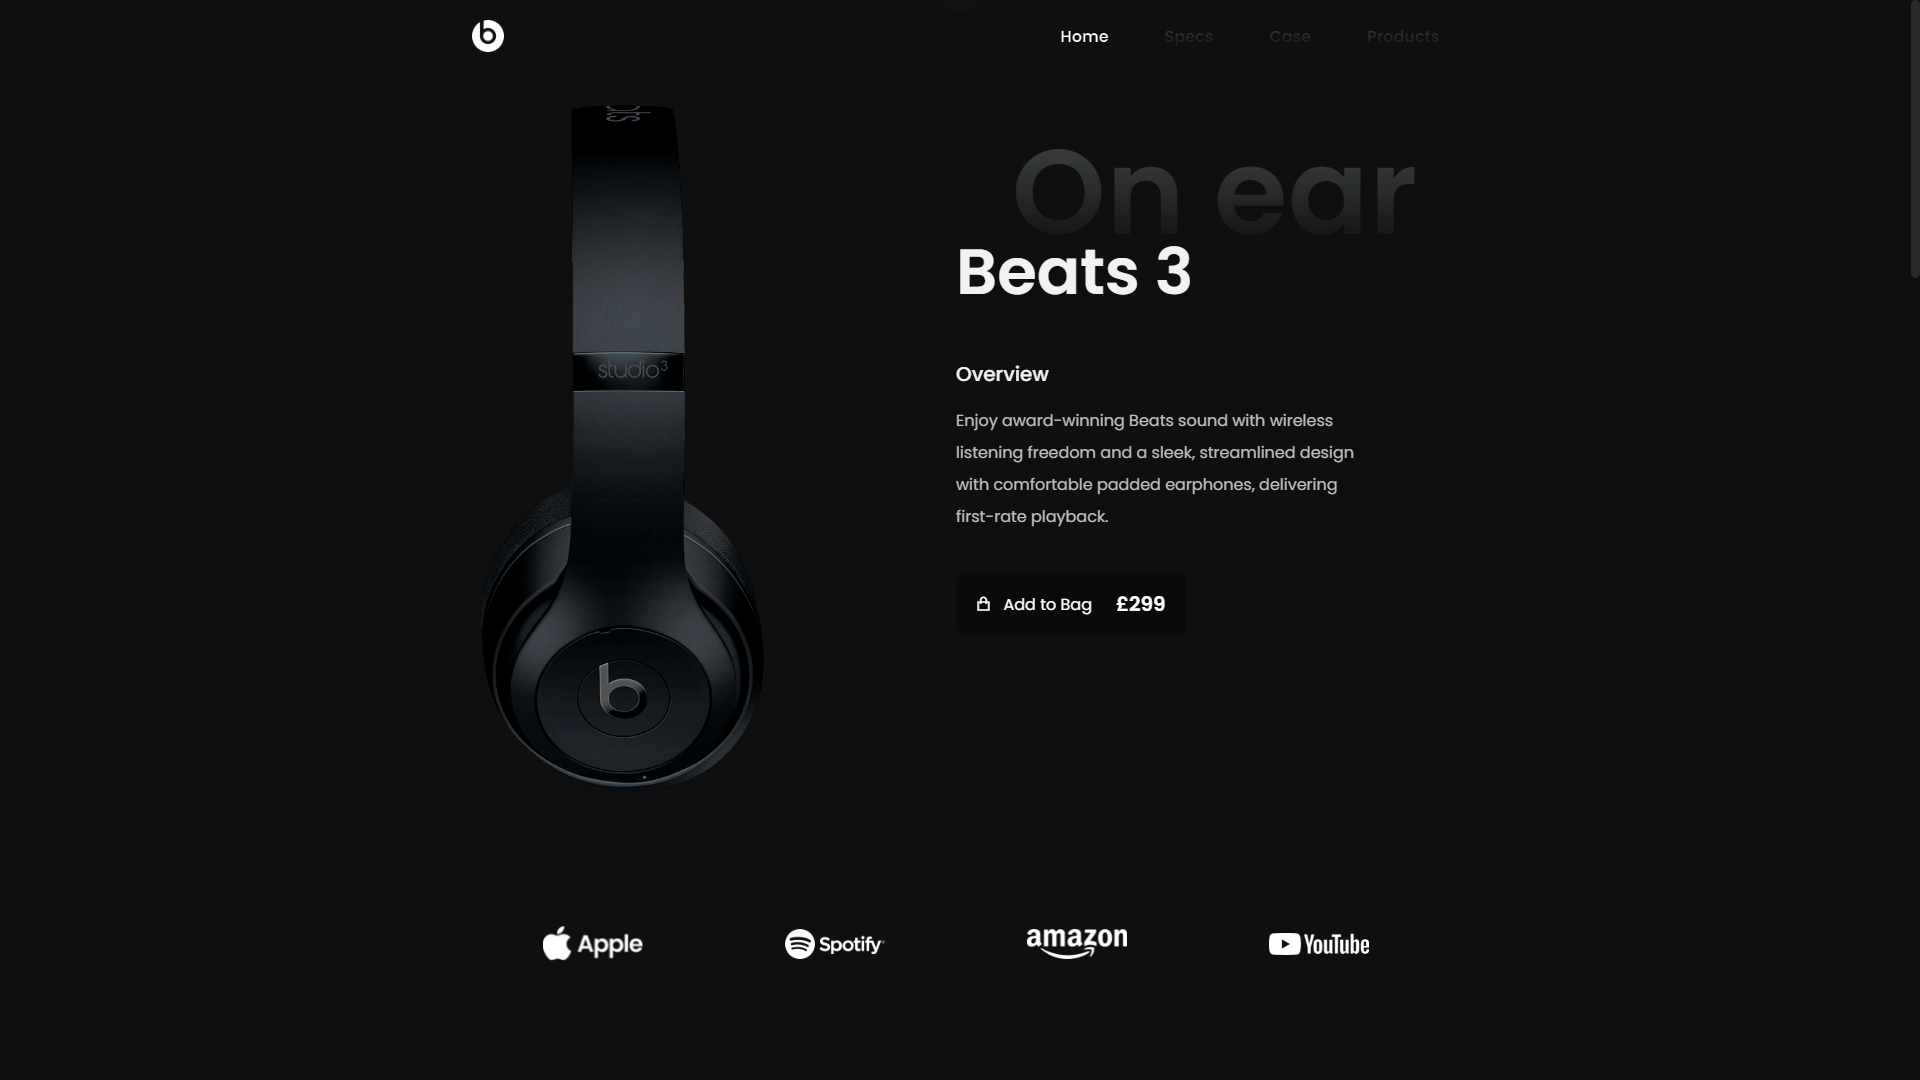 Home
Specs
Case
Products
On ear
Beats 3
studio3
Overview
Enjoy award-winning Beats sound with wireless
listening freedom and a sleek, streamlined design
with comfortable padded earphones, delivering
first-rate playback.
Add to Bag £299
Apple
Spotify
amazon
YouTube